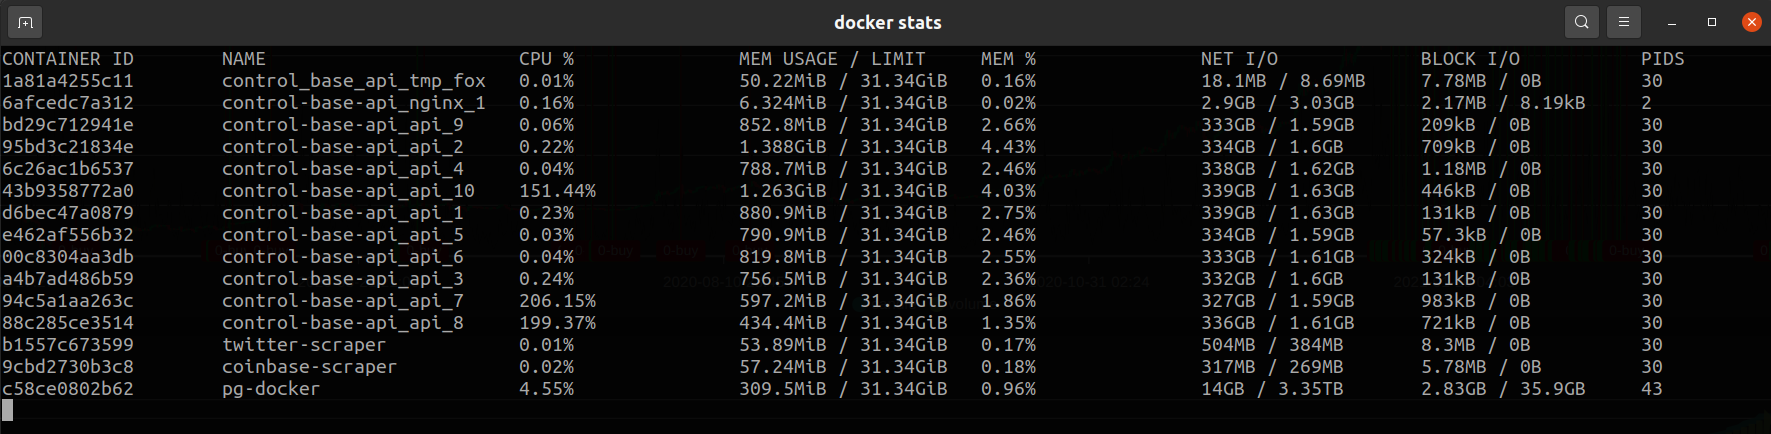 docker stats
CONTAINER ID NAME CPU % MEM USAGE / LIMIT MEM % NET I/O BLOCK I/O PIDS
1a81a4255c11 control_base_api_tmp_fox 0.01% 50.22MiB / 31.34GiB 0.16% 18.1MB / 8.69MB 7.78MB / 0B 30
6afcedc7a312 control-base-api_nginx_1 0.16% 6.324MiB / 31.34GiB 0.02% 2.9GB / 3.03GB 2.17MB / 8.19kB 2
bd29c712941e control-base-api_api_9 0.06% 852.8MiB / 31.34GiB 2.66% 333GB / 1.59GB 209kB / 0B 30
95bd3c21834e control-base-api_api_2 0.22% 1.388GiB / 31.34GiB 4.43% 334GB / 1.6GB 709kB / 0B 30
6c26ac1b6537 control-base-api_api_4 0.04% 788.7MiB / 31.34GiB 2.46% 338GB / 1.62GB 1.18MB / 0B 30
43b9358772a0 control-base-api_api_10 151.44% 1.263GiB / 31.34GiB 4.03% 339GB / 1.63GB 446kB / 0B 30
d6bec47a0879 control-base-api_api_1 0.23% 880.9MiB / 31.34GiB 2.75% 339GB / 1.63GB 131kB / 0B 30
e462af556b32 control-base-api_api_5 0.03% 790.9MiB / 31.34GiB 2.46% 334GB / 1.59GB 57.3kB / 0B 30
00c8304aa3db control-base-api_api_6 0.04% 819.8MiB / 31.34GiB 2.55% 333GB / 1.61GB 324kB / 0B 30
a4b7ad486b59 control-base-api_api_3 0.24% 756.5MiB / 31.34GiB 2.36% 332GB / 1.6GB 131kB / 0B 30
94c5a1aa263c control-base-api_api_7 206.15% 597.2MiB / 31.34GiB 1.86% 327GB / 1.59GB 983kB / 0B 30
88c285ce3514 control-base-api_api_8 199.37% 434.4MiB / 31.34GiB 1.35% 336GB / 1.61GB 721kB / 0B 30
b1557c673599 twitter-scraper 0.01% 53.89MiB / 31.34GiB 0.17% 504MB / 384MB 8.3MB / 0B 30
9cbd2730b3c8 coinbase-scraper 0.02% 57.24MiB / 31.34GiB 0.18% 317MB / 269MB 5.78MB / 0B 30
c58ce0802b62 pg-docker 4.55% 309.5MiB / 31.34GiB 0.96% 14GB / 3.35TB 2.83GB / 35.9GB 43